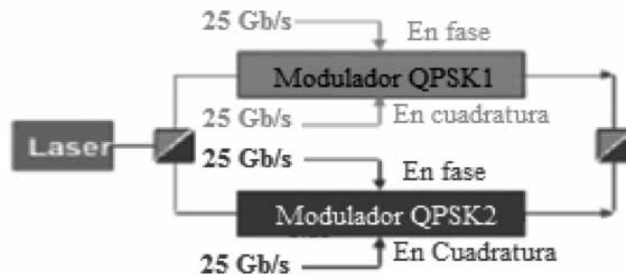 25 Gb/s
En fase
Modulador QPSK1
25 Gb/s
En cuadratura
Laser
25 Gb/s
En fase
Modulador QPSK2
En Cuadratura
25 Gb/s